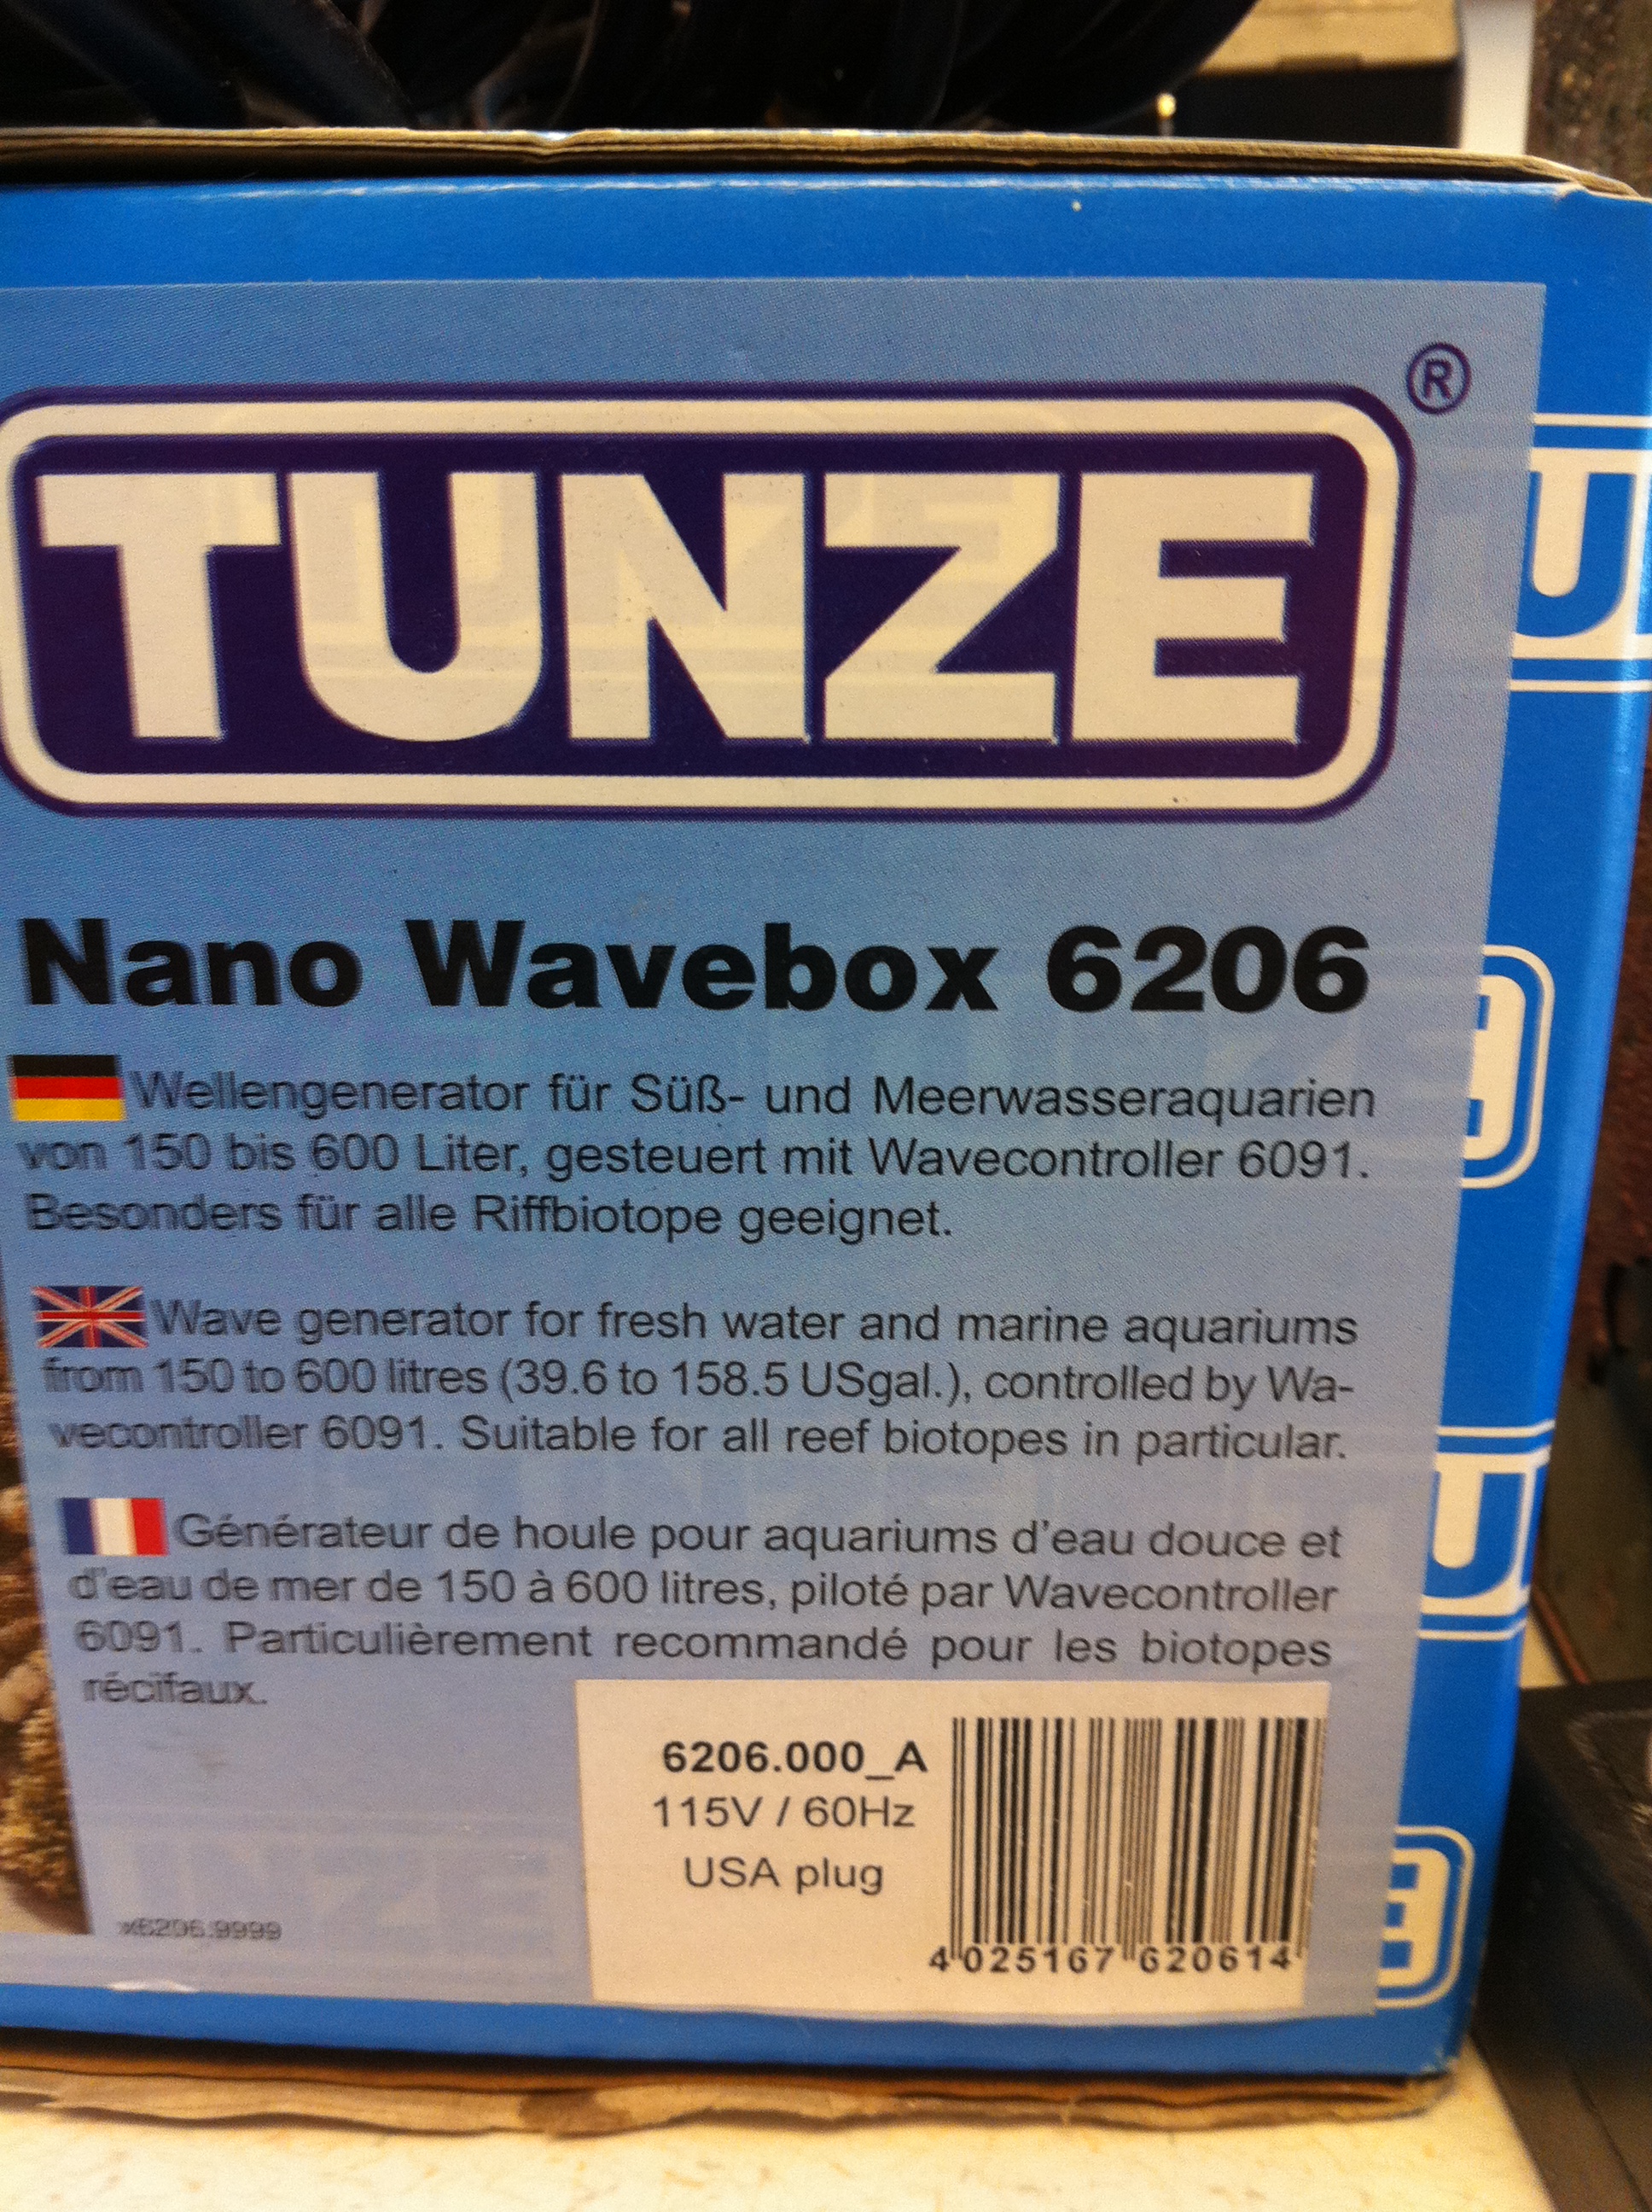 TUNZE ®
Nano Wavebox 6206
Wellengenerator für Süß- und Meerwasseraquarien
von 150 bis 600 Liter, gesteuert mit Wavecontroller 6091.
Besonders für alle Riffbiotope geeignet.
Wave generator for fresh water and marine aquariums
from 150 to 600 litres (39.6 to 158.5 USgal.), controlled by Wa-
vecontroller 6091. Suitable for all reef biotopes in particular.
Générateur de houle pour aquariums d'eau douce et
d'eau de mer de 150 à 600 litres, piloté par Wavecontroller
6091. Particulièrement recommandé pour les biotopes
récifaux.
6206.000_A
115V / 60Hz
USA plug
4 025167 620614
x6206.9999